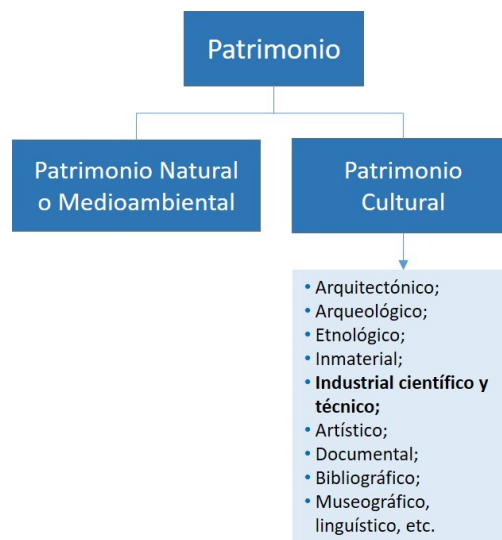 Patrimonio
Patrimonio Natural
o Medioambiental
Patrimonio
Cultural
• Arquitectónico;
• Arqueológico;
• Etnológico;
• Inmaterial;
• Industrial científico y
técnico;
• Artístico;
• Documental;
• Bibliográfico;
• Museográfico,
linguístico, etc.